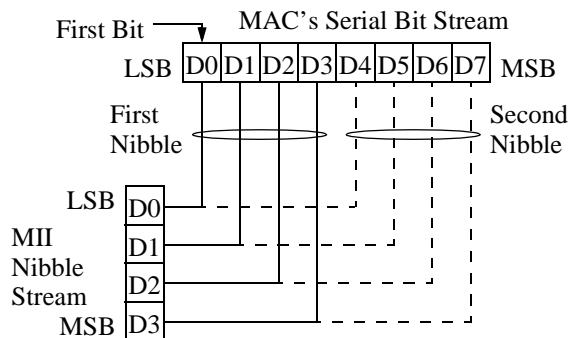 MAC's Serial Bit Stream
First Bit
LSB D0 D1 D2 D3 D4 D5 D6 D7 MSB
First Nibble
Second Nibble
LSB D0
MII Nibble Stream
D1
D2
MSB D3